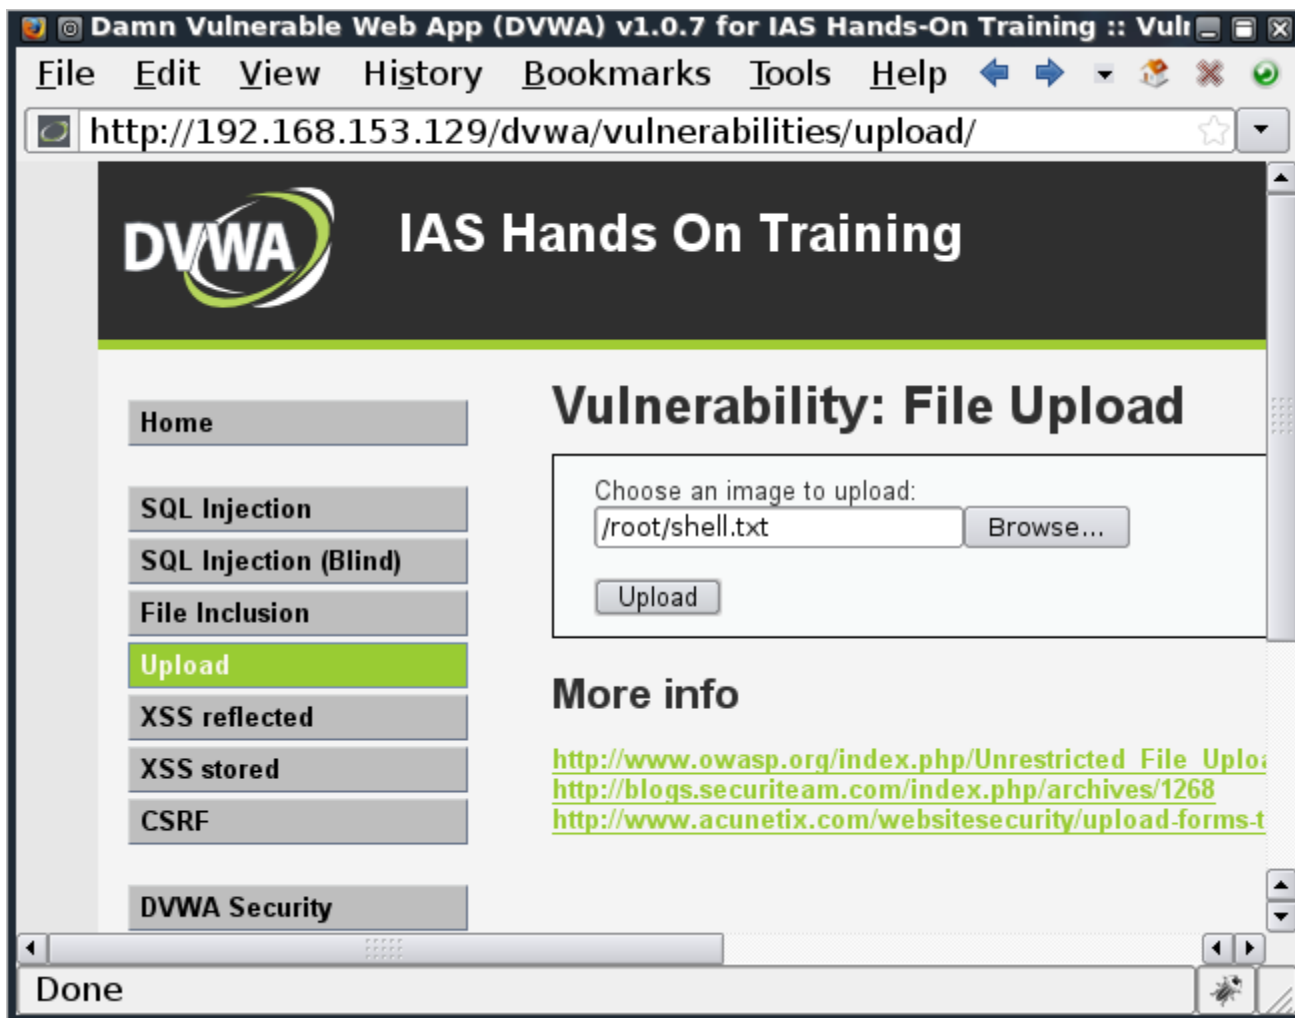 Damn Vulnerable Web App (DVWA) v1.0.7 for IAS Hands-On Training :: Vulr
File Edit View History Bookmarks Tools Help
http://192.168.153.129/dvwa/vulnerabilities/upload/
DVWA IAS Hands On Training
Home
SQL Injection
SQL Injection (Blind)
File Inclusion
Upload
XSS reflected
XSS stored
CSRF
DVWA Security
Vulnerability: File Upload
Choose an image to upload:
/root/shell.txt Browse...
Upload
More info
http://www.owasp.org/index.php/Unrestricted_File_Uploa
http://blogs.securiteam.com/index.php/archives/1268
http://www.acunetix.com/websitesecurity/upload-forms-t
Done